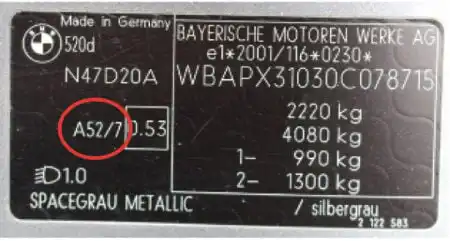 BMW
Made in Germany
520d
N47D20A
A52/7 0.53
1.0
SPACEGRAU METALLIC
BAYERISCHE MOTOREN WERKE AG
e1*2001/116*0230*
WBAPX31030C078715
2220 kg
4080 kg
1- 990 kg
2- 1300 kg
/ silbergrau
2 122 583